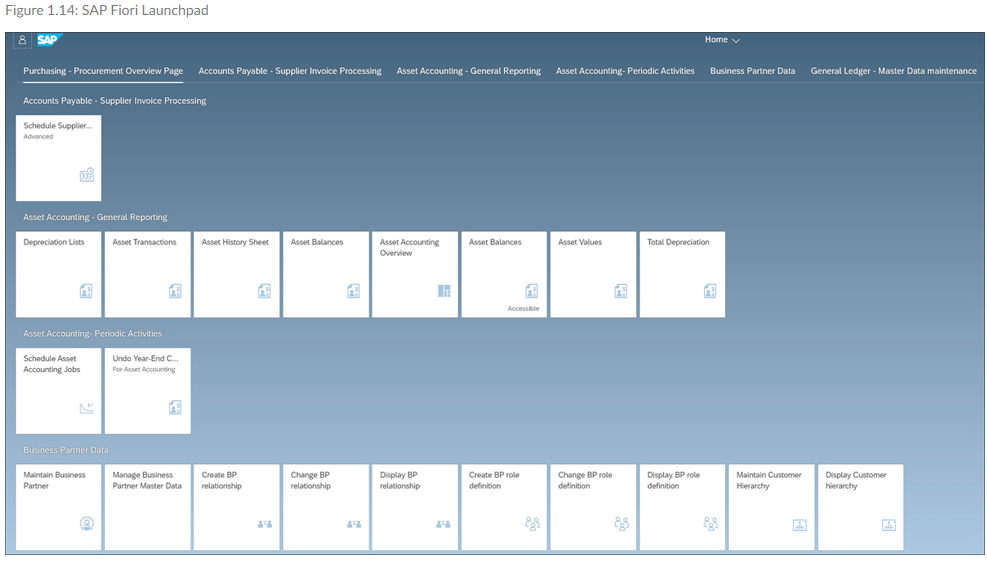 Figure 1.14: SAP Fiori Launchpad
SAP
Home
Purchasing - Procurement Overview Page
Accounts Payable - Supplier Invoice Processing
Asset Accounting - General Reporting
Asset Accounting- Periodic Activities
Business Partner Data
General Ledger - Master Data maintenance
Accounts Payable - Supplier Invoice Processing
Schedule Supplier...
Advanced
Asset Accounting - General Reporting
Depreciation Lists
Asset Transactions
Asset History Sheet
Asset Balances
Asset Accounting
Overview
Asset Balances
Accessible
Asset Values
Total Depreciation
Asset Accounting- Periodic Activities
Schedule Asset
Accounting Jobs
Undo Year-End C...
For Asset Accounting
Business Partner Data
Maintain Business
Partner
Manage Business
Partner Master Data
Create BP
relationship
Change BP
relationship
Display BP
relationship
Create BP role
definition
Change BP role
definition
Display BP role
definition
Maintain Customer
Hierarchy
Display Customer
hierarchy